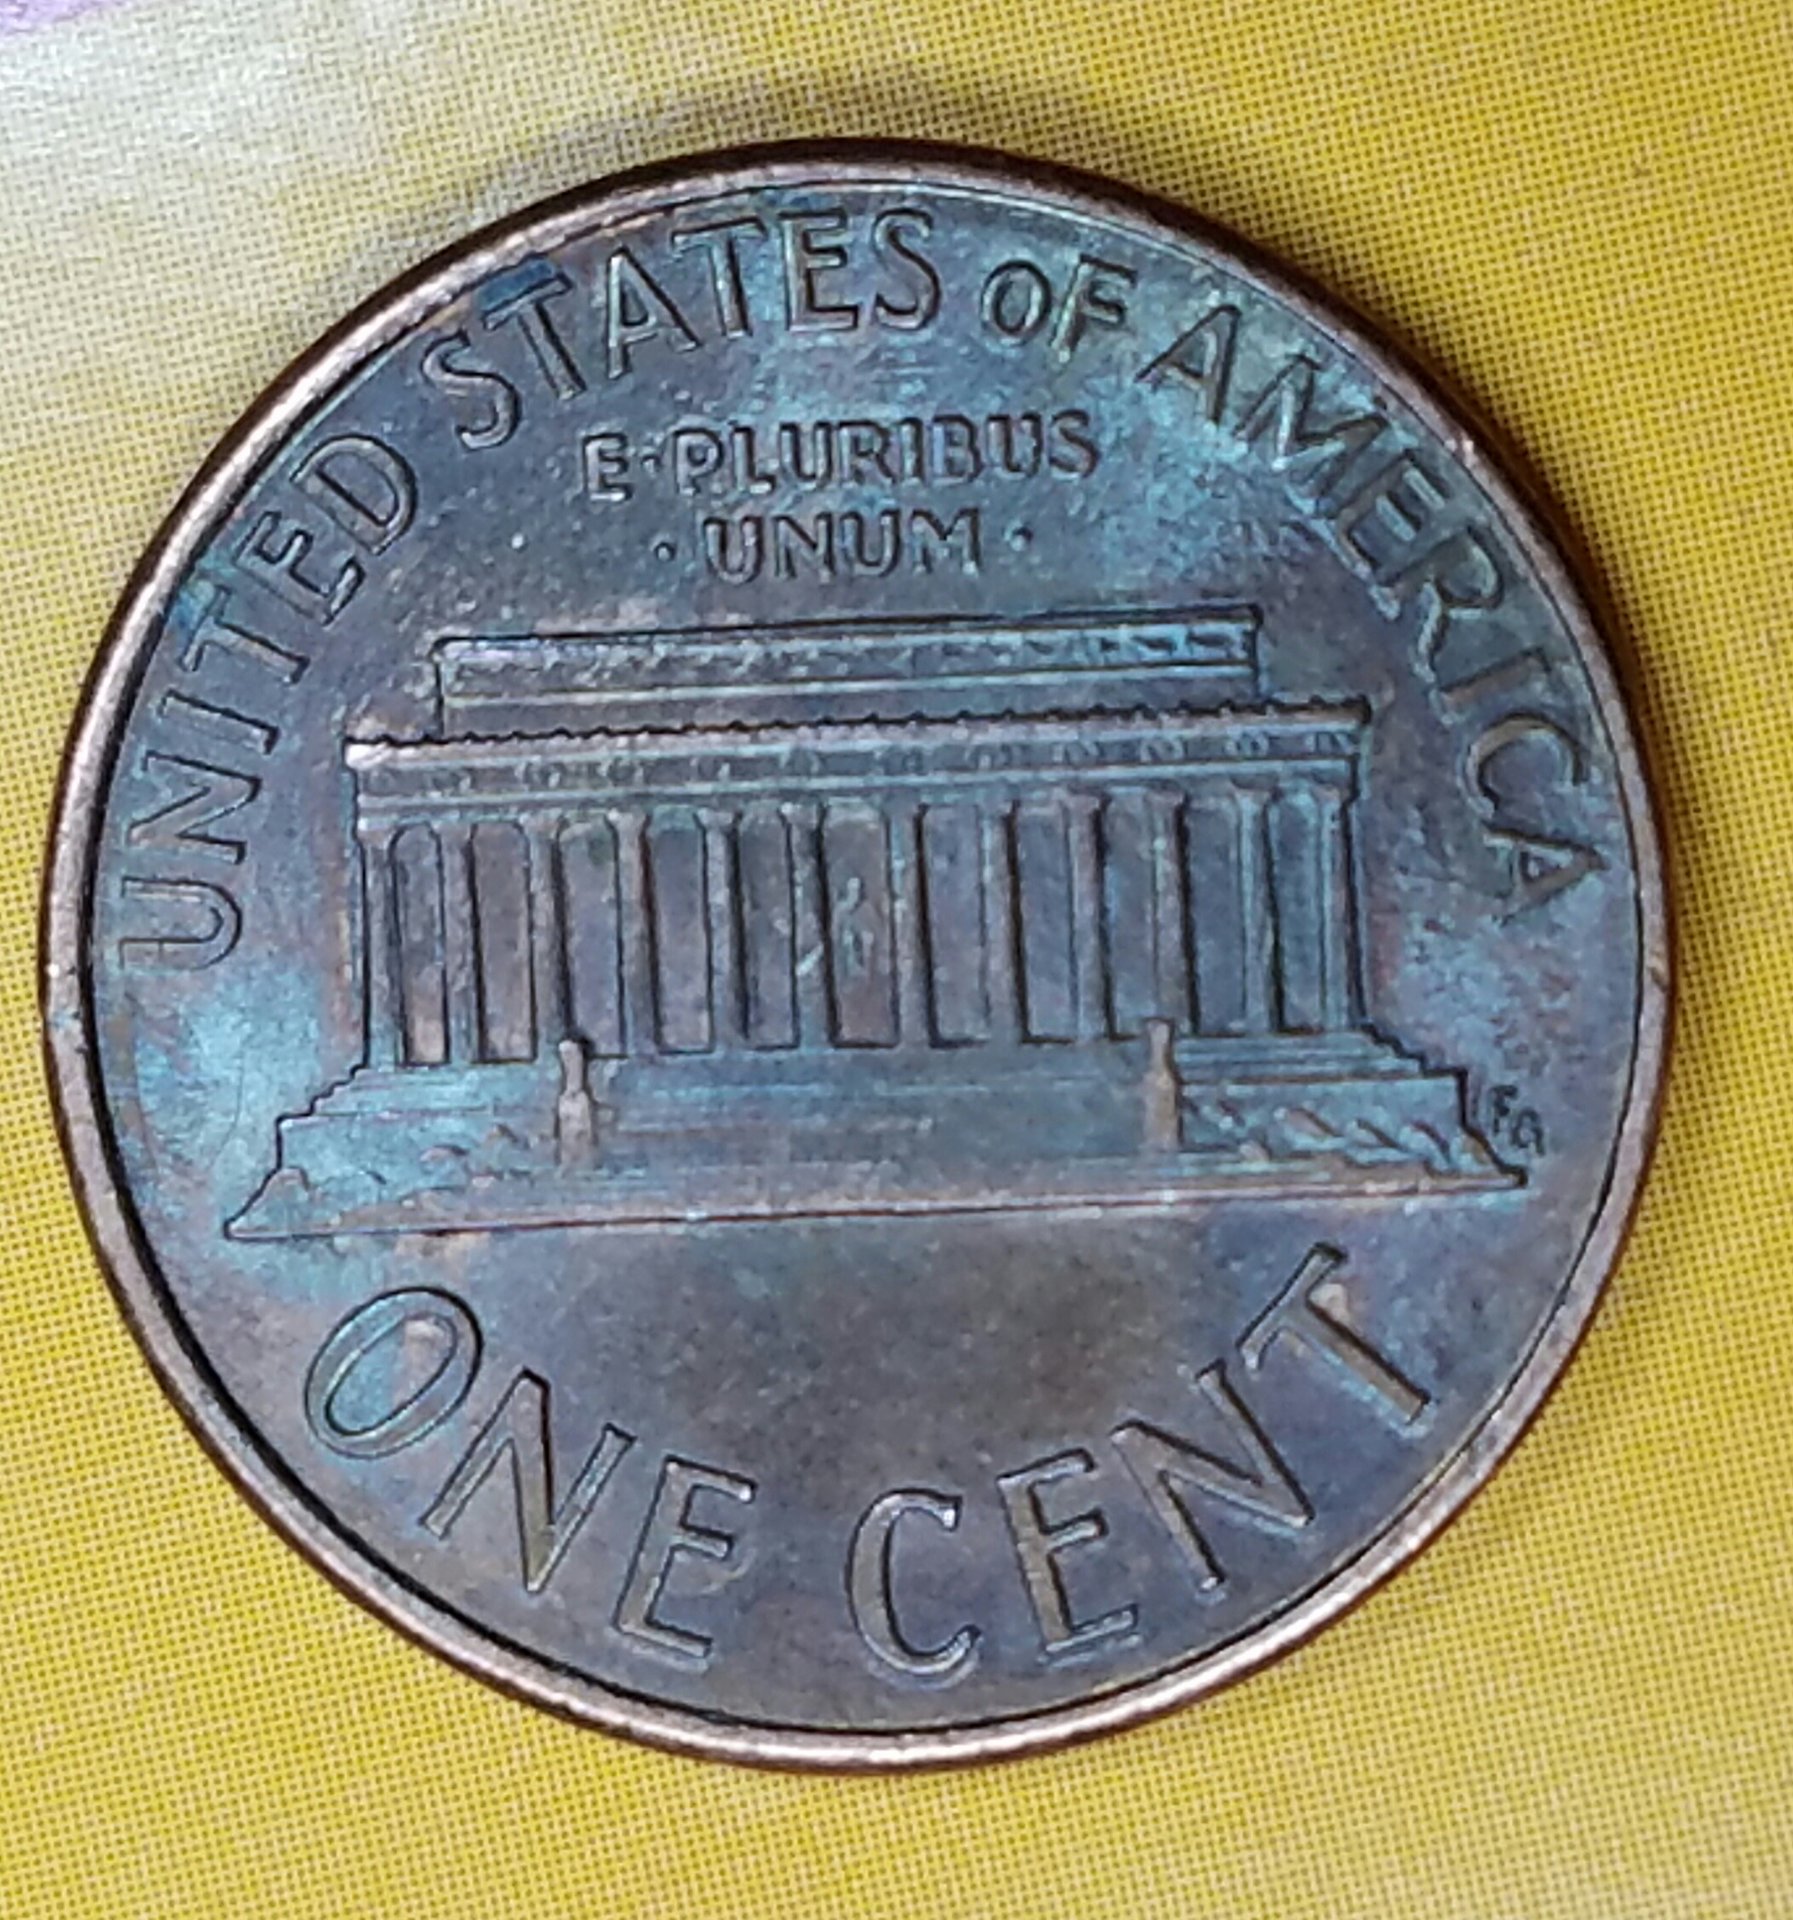 UNITED STATES OF AMERICA
E·PLURIBUS
·UNUM·
FG
ONE CENT